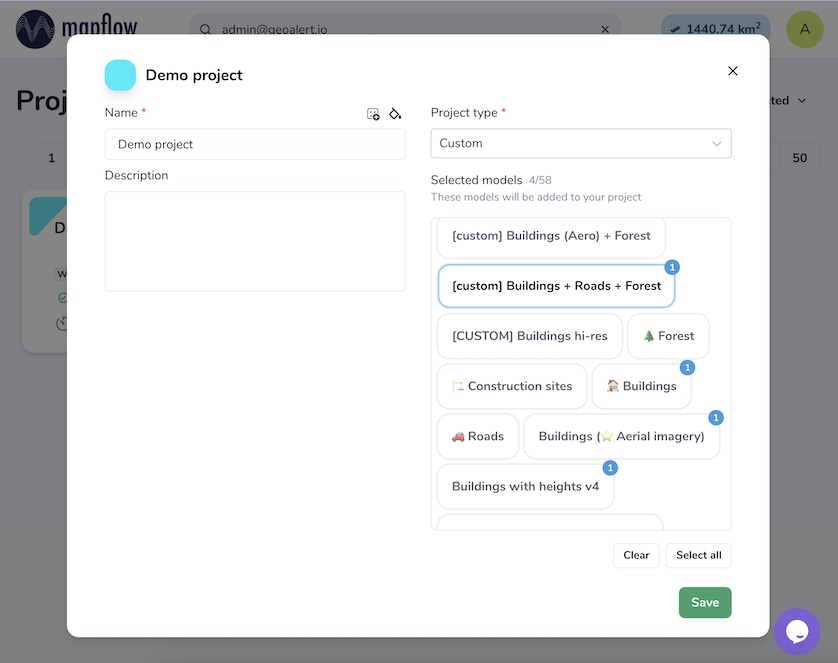 mapflow
admin@geoalert.io
1440.74 km²
A
Demo project
Name *
Demo project
Description
Project type *
Custom
Selected models 4/58
These models will be added to your project
[custom] Buildings (Aero) + Forest
1
[custom] Buildings + Roads + Forest
[CUSTOM] Buildings hi-res
🌲 Forest
1
🏗️ Construction sites
🏠 Buildings
1
🚗 Roads
Buildings (⭐ Aerial imagery)
1
Buildings with heights v4
Clear
Select all
Save
1
50